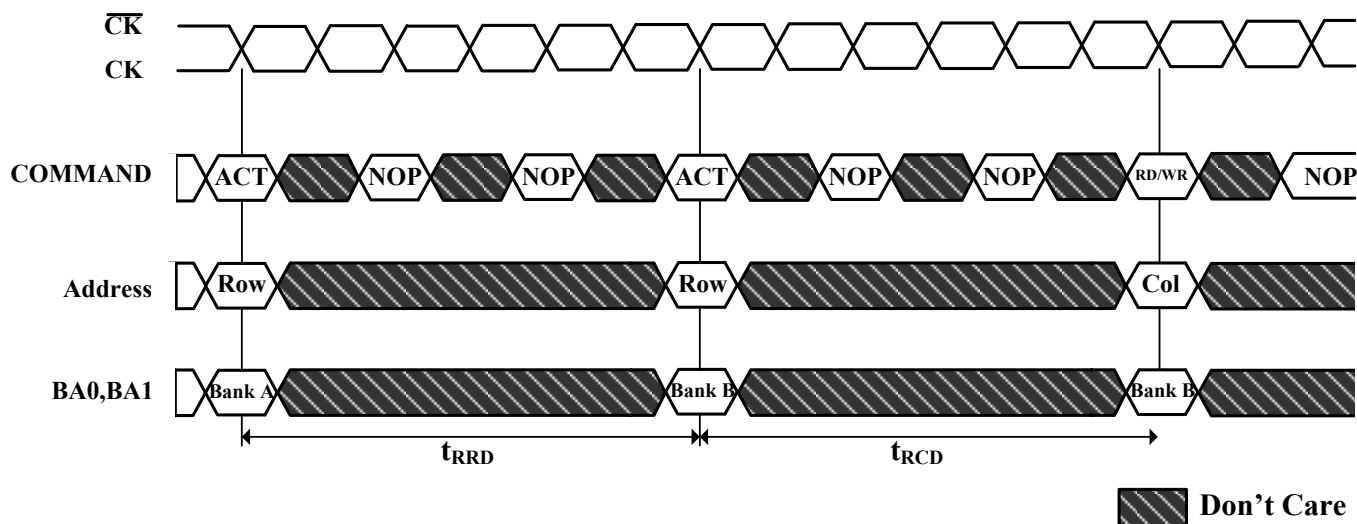 C̅K̅
CK
COMMAND ACT NOP NOP ACT NOP NOP RD/WR NOP
Address Row Row Col
BA0,BA1 Bank A Bank B Bank B
tRRD tRCD
Don't Care